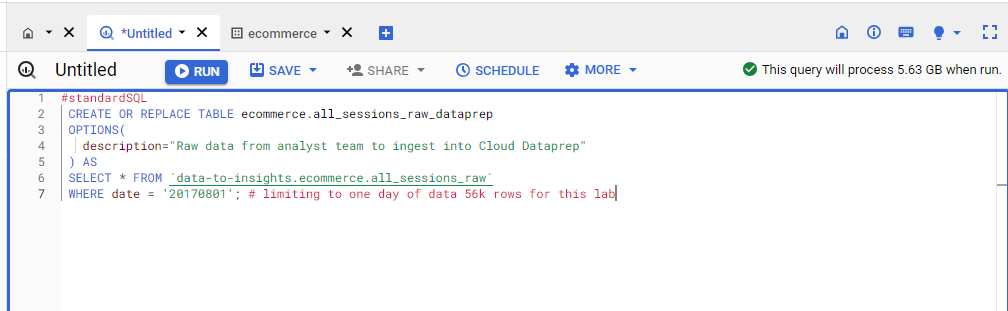 *Untitled
ecommerce
Untitled RUN SAVE SHARE SCHEDULE MORE This query will process 5.63 GB when run.
1 #standardSQL
2 CREATE OR REPLACE TABLE ecommerce.all_sessions_raw_dataprep
3 OPTIONS(
4 description="Raw data from analyst team to ingest into Cloud Dataprep"
5 ) AS
6 SELECT * FROM `data-to-insights.ecommerce.all_sessions_raw`
7 WHERE date = '20170801'; # limiting to one day of data 56k rows for this lab